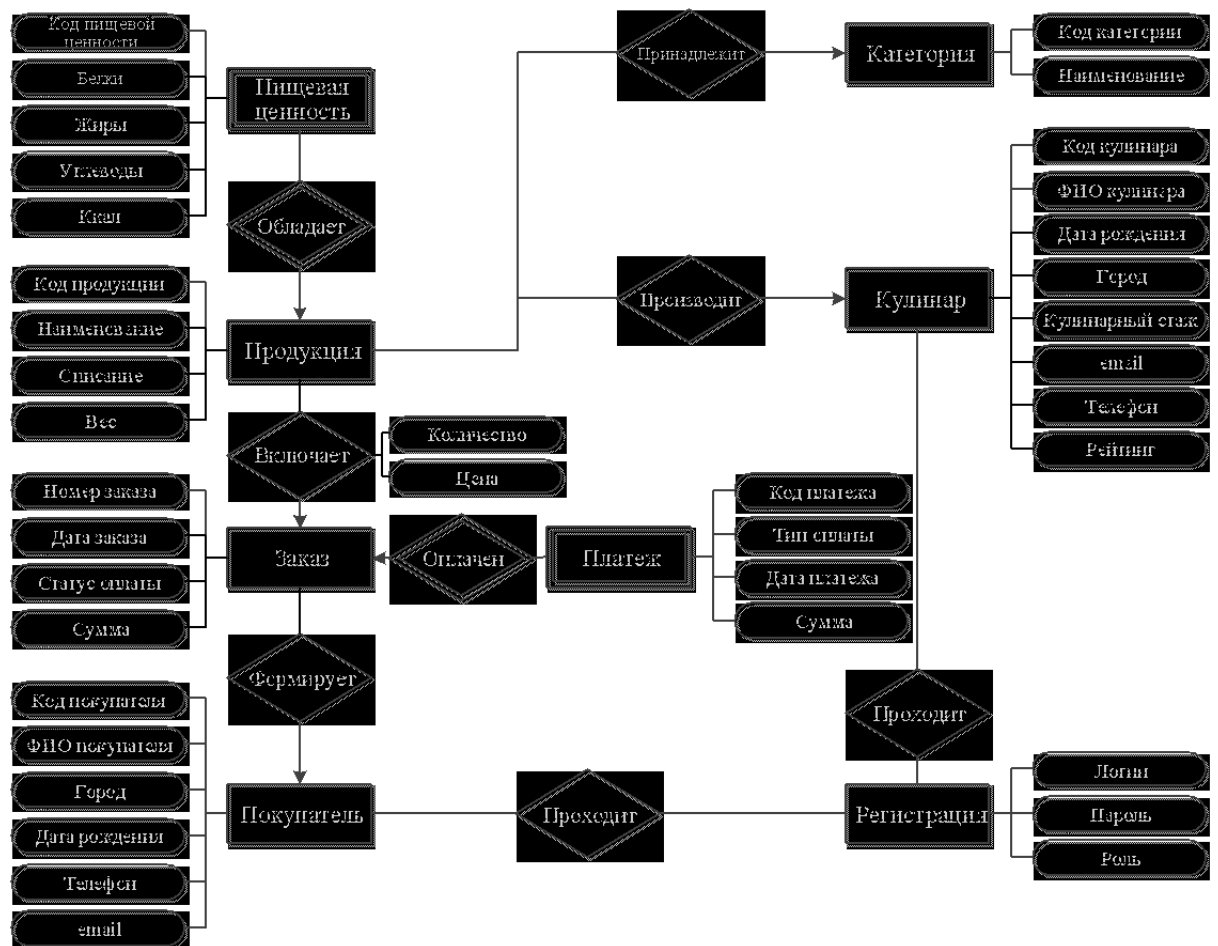 Код пищевой
ценности
Белки
Жиры
Углеводы
Ккал
Пищевая
ценность
Обладает
Принадлежит
Категория
Код категории
Наименование
Код кулинара
ФИО кулинара
Дата рождения
Город
Кулинарный стаж
email
Телефон
Рейтинг
Производит
Кулинар
Код продукции
Наименование
Описание
Вес
Продукция
Включает
Количество
Цена
Номер заказа
Дата заказа
Статус оплаты
Сумма
Заказ
Оплачен
Платеж
Код платежа
Тип оплаты
Дата платежа
Сумма
Формирует
Проходит
Код покупателя
ФИО покупателя
Город
Дата рождения
Телефон
email
Покупатель
Проходит
Регистрация
Логин
Пароль
Роль